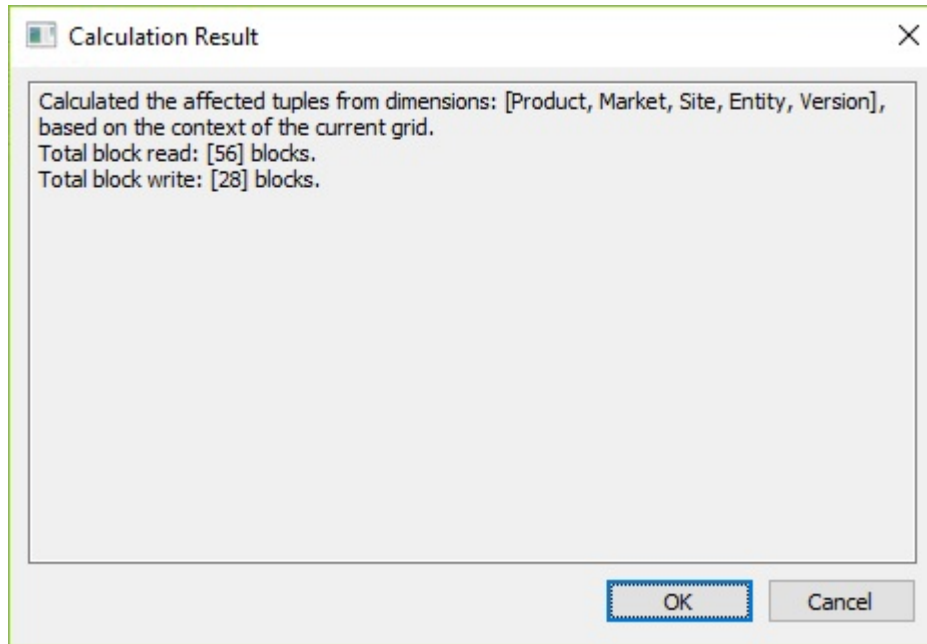 Calculation Result
Calculated the affected tuples from dimensions: [Product, Market, Site, Entity, Version],
based on the context of the current grid.
Total block read: [56] blocks.
Total block write: [28] blocks.
OK
Cancel